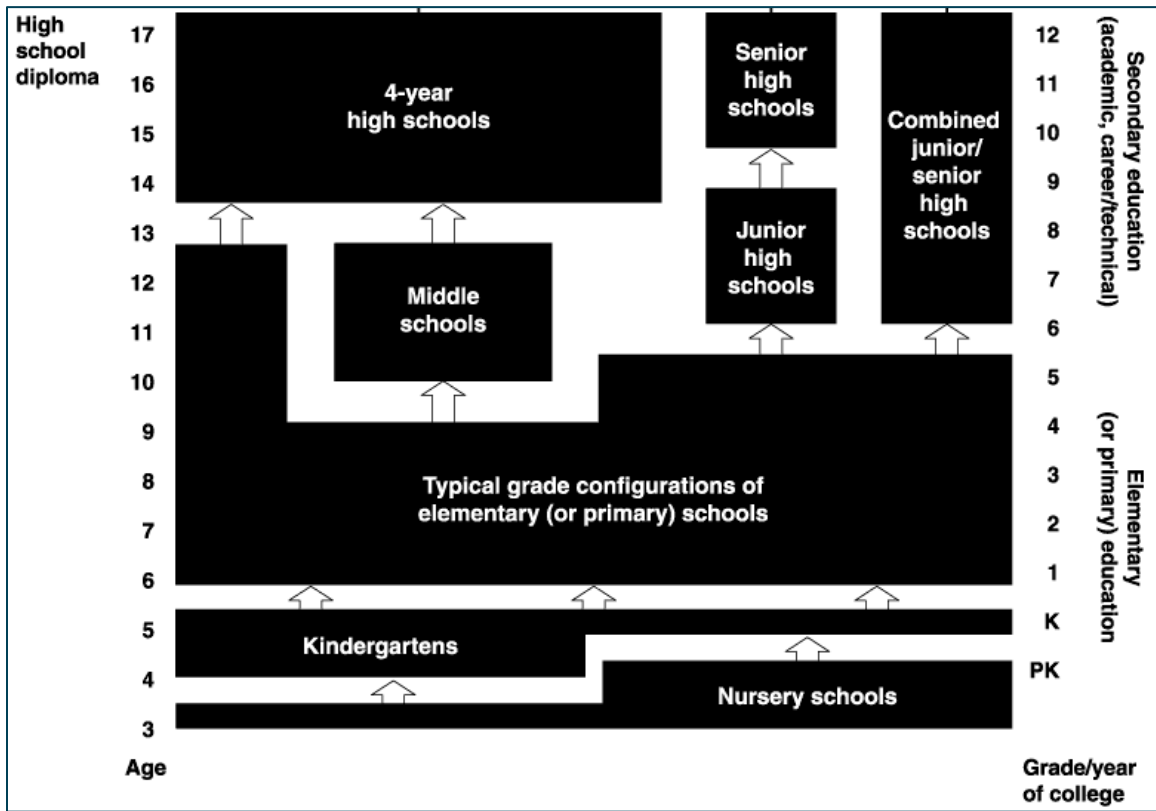 High
school
diploma
17
16
15
14
13
12
11
10
9
8
7
6
5
4
3
Age
4-year
high schools
Senior
high
schools
Combined
junior/
senior
high
schools
Junior
high
schools
Middle
schools
Typical grade configurations of
elementary (or primary) schools
Kindergartens
Nursery schools
12
11
10
9
8
7
6
5
4
3
2
1
K
PK
Grade/year
of college
Secondary education
(academic, career/technical)
Elementary
(or primary) education